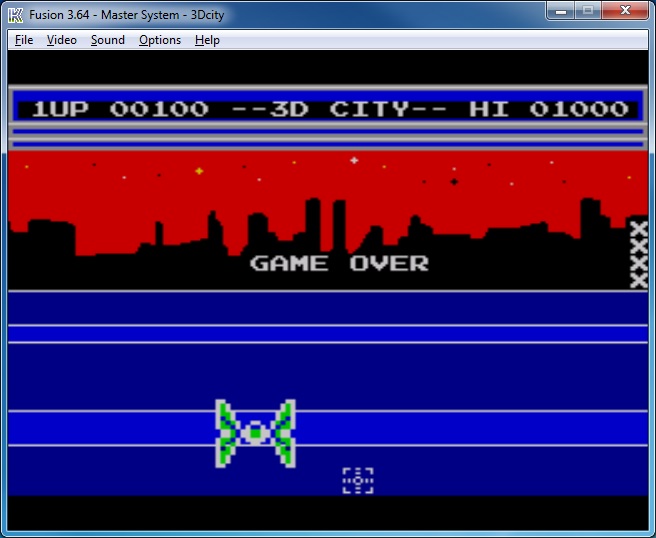 Fusion 3.64 - Master System - 3Dcity
File Video Sound Options Help
1UP 00100 --3D CITY-- HI 01000
GAME OVER
X
X
X
X